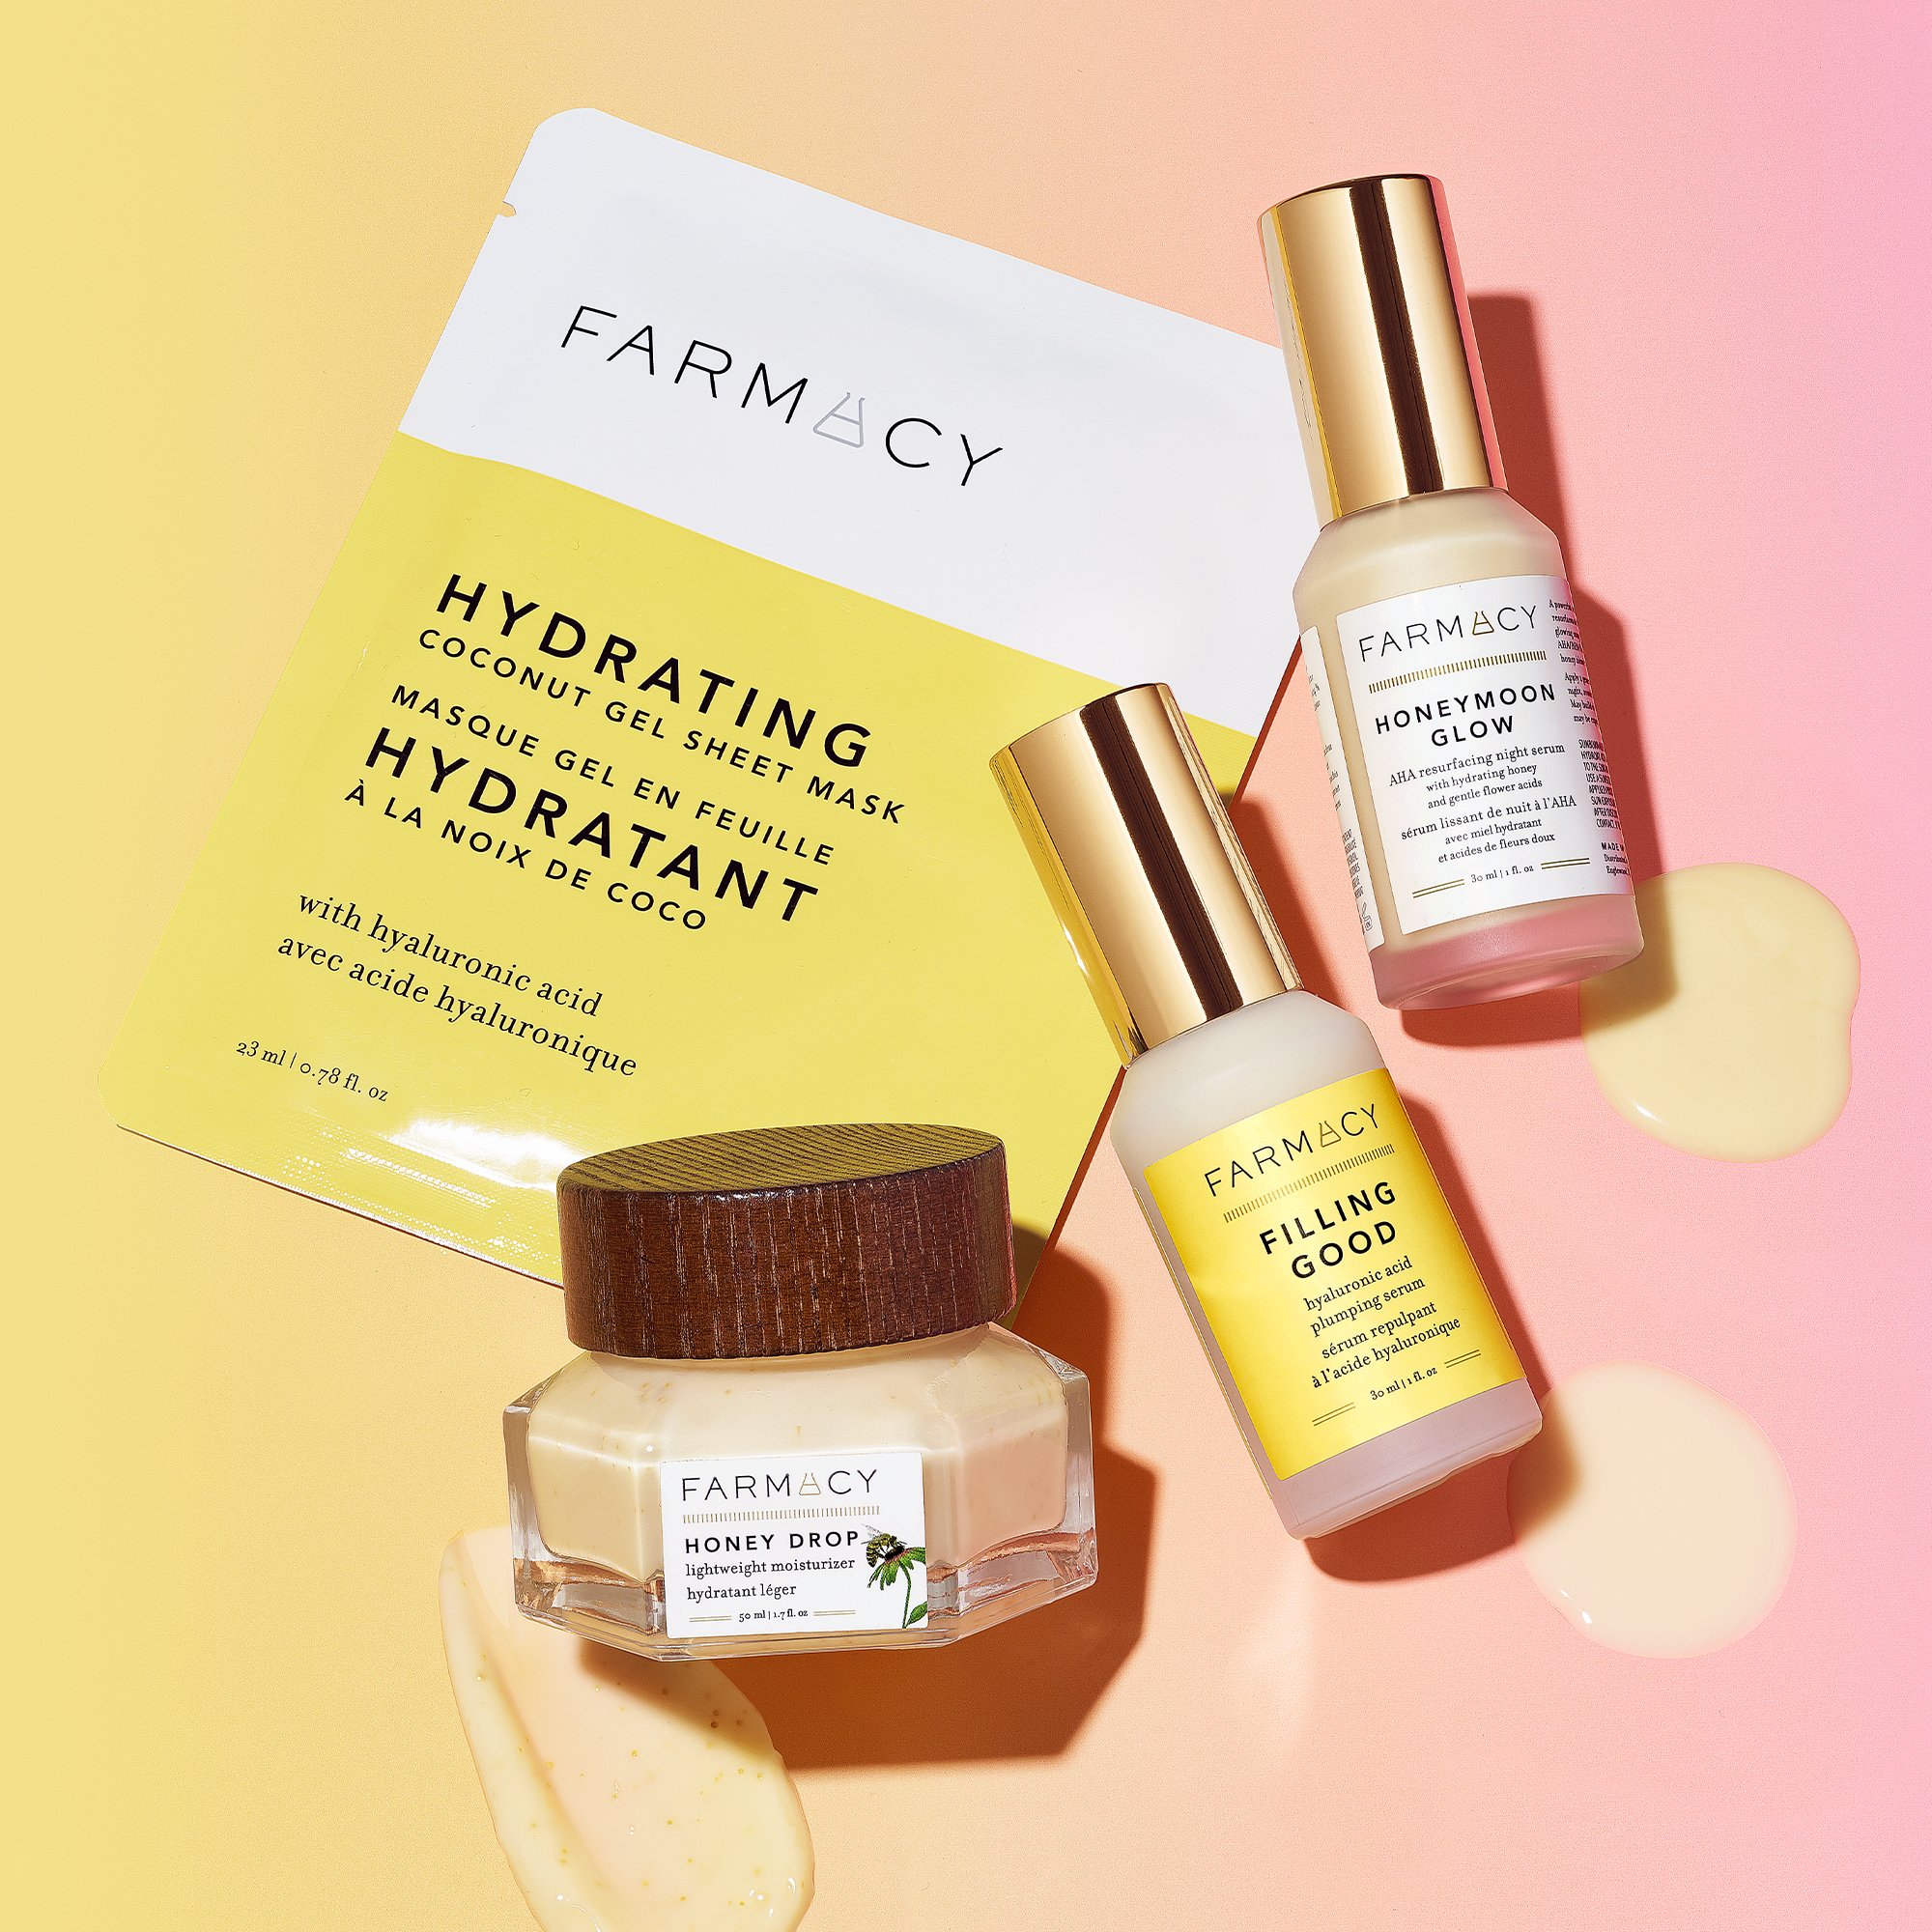 FARMACY
HYDRATING
COCONUT GEL SHEET MASK
MASQUE GEL EN FEUILLE
HYDRATANT
À LA NOIX DE COCO
with hyaluronic acid
avec acide hyaluronique
23 ml | 0.78 fl. oz
FARMACY
HONEYMOON
GLOW
AHA resurfacing night serum
with hydrating honey
and gentle flower acids
sérum lissant de nuit à l'AHA
avec miel hydratant
et acides de fleurs doux
30 ml | 1 fl. oz
FARMACY
FILLING
GOOD
hyaluronic acid
plumping serum
sérum repulpant
à l'acide hyaluronique
30 ml | 1 fl. oz
FARMACY
HONEY DROP
lightweight moisturizer
hydratant léger
50 ml | 1.7 fl. oz